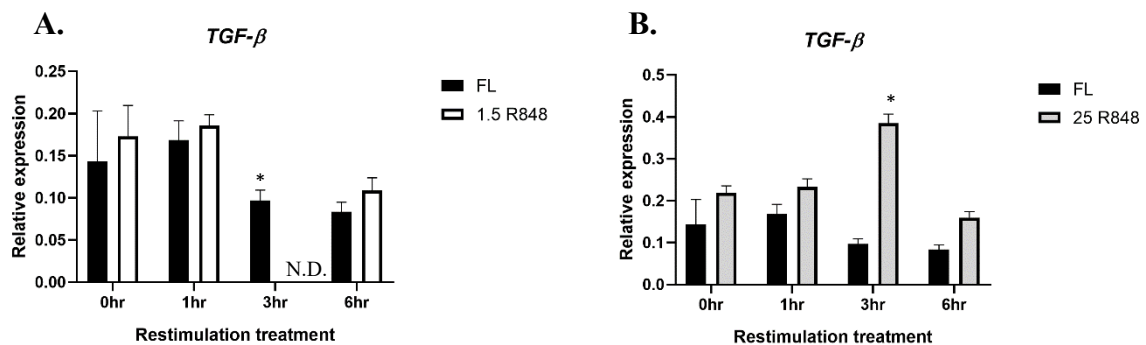 A.
TGF-β
Relative expression
0.25
0.20
0.15
0.10
0.05
0.00
*
N.D.
0hr 1hr 3hr 6hr
Restimulation treatment
FL
1.5 R848
B.
TGF-β
Relative expression
0.5
0.4
0.3
0.2
0.1
0.0
*
0hr 1hr 3hr 6hr
Restimulation treatment
FL
25 R848